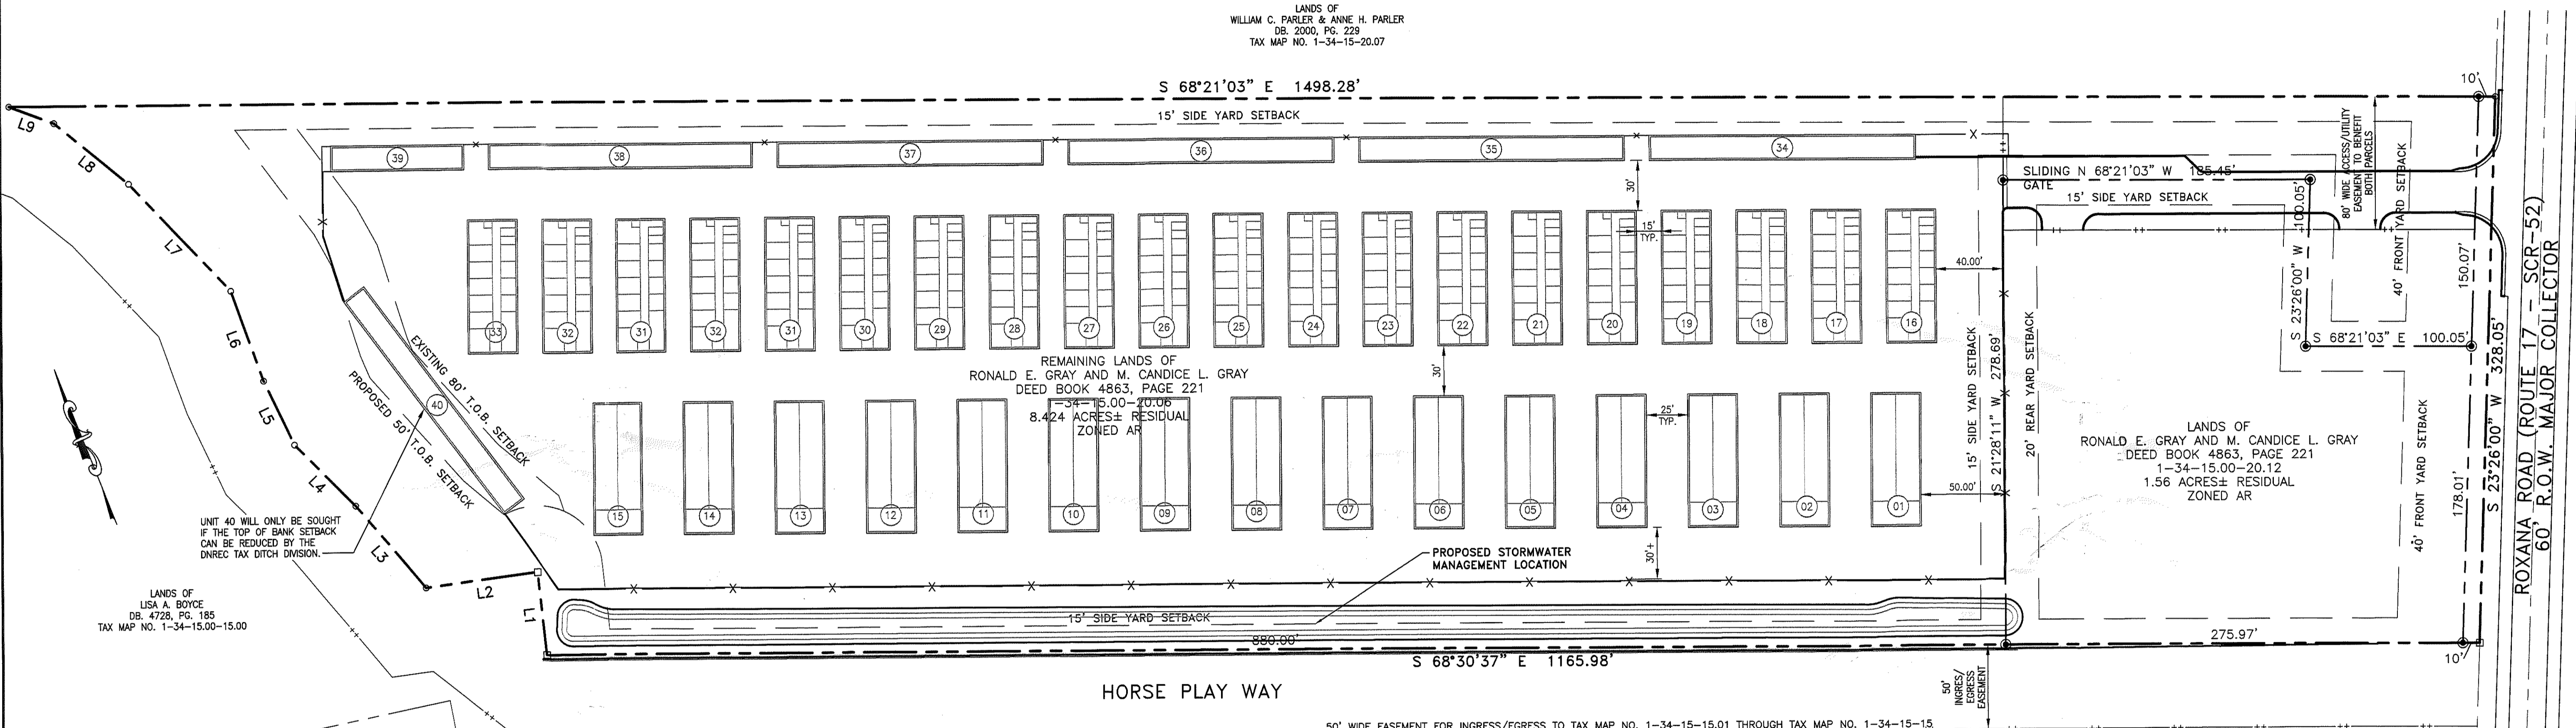 LANDS OF
WILLIAM C. PARLER & ANNE H. PARLER
DB. 2000, PG. 229
TAX MAP NO. 1-34-15-20.07
S 68°21'03" E 1498.28'
10'
15' SIDE YARD SETBACK
L9
L8
L7
L6
L5
L4
L3
L2
L1
39
38
37
36
35
34
30'
SLIDING
GATE
N 68°21'03" W 185.45'
15' SIDE YARD SETBACK
80' WIDE ACCESS/UTILITY
EASEMENT TO BENEFIT
BOTH PARCELS
40' FRONT YARD SETBACK
S 23°26'00" W 100.05'
S 68°21'03" E 100.05'
150.07'
15'
TYP.
40.00'
33
32
31
32
31
30
29
28
27
26
25
24
23
22
21
20
19
18
17
16
EXISTING 80' T.O.B. SETBACK
PROPOSED 50' T.O.B. SETBACK
40
REMAINING LANDS OF
RONALD E. GRAY AND M. CANDICE L. GRAY
DEED BOOK 4863, PAGE 221
1-34-15.00-20.06
8.424 ACRES± RESIDUAL
ZONED AR
30'
25'
TYP.
50.00'
15
14
13
12
11
10
09
08
07
06
05
04
03
02
01
30'+
15' SIDE YARD SETBACK
S 21°28'11" W 278.69'
20' REAR YARD SETBACK
LANDS OF
RONALD E. GRAY AND M. CANDICE L. GRAY
DEED BOOK 4863, PAGE 221
1-34-15.00-20.12
1.56 ACRES± RESIDUAL
ZONED AR
40' FRONT YARD SETBACK
178.01'
S 23°26'00" W 328.05'
ROXANA ROAD (ROUTE 17 - SCR-52)
60' R.O.W. MAJOR COLLECTOR
UNIT 40 WILL ONLY BE SOUGHT
IF THE TOP OF BANK SETBACK
CAN BE REDUCED BY THE
DNREC TAX DITCH DIVISION.
LANDS OF
LISA A. BOYCE
DB. 4728, PG. 185
TAX MAP NO. 1-34-15.00-15.00
PROPOSED STORMWATER
MANAGEMENT LOCATION
15' SIDE YARD SETBACK
880.00'
S 68°30'37" E 1165.98'
275.97'
10'
HORSE PLAY WAY
50'
INGRES/
EGRESS
EASEMENT
50' WIDE EASEMENT FOR INGRESS/EGRESS TO TAX MAP NO. 1-34-15-15.01 THROUGH TAX MAP NO. 1-34-15-15